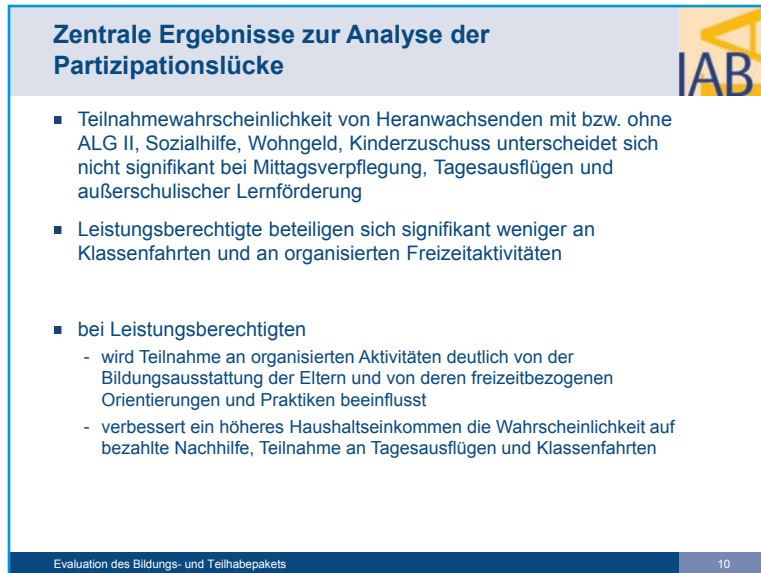 Zentrale Ergebnisse zur Analyse der
Partizipationslücke
IAB
▪ Teilnahmewahrscheinlichkeit von Heranwachsenden mit bzw. ohne
ALG II, Sozialhilfe, Wohngeld, Kinderzuschuss unterscheidet sich
nicht signifikant bei Mittagsverpflegung, Tagesausflügen und
außerschulischer Lernförderung
▪ Leistungsberechtigte beteiligen sich signifikant weniger an
Klassenfahrten und an organisierten Freizeitaktivitäten
▪ bei Leistungsberechtigten
- wird Teilnahme an organisierten Aktivitäten deutlich von der
Bildungsausstattung der Eltern und von deren freizeitbezogenen
Orientierungen und Praktiken beeinflusst
- verbessert ein höheres Haushaltseinkommen die Wahrscheinlichkeit auf
bezahlte Nachhilfe, Teilnahme an Tagesausflügen und Klassenfahrten
Evaluation des Bildungs- und Teilhabepakets 10